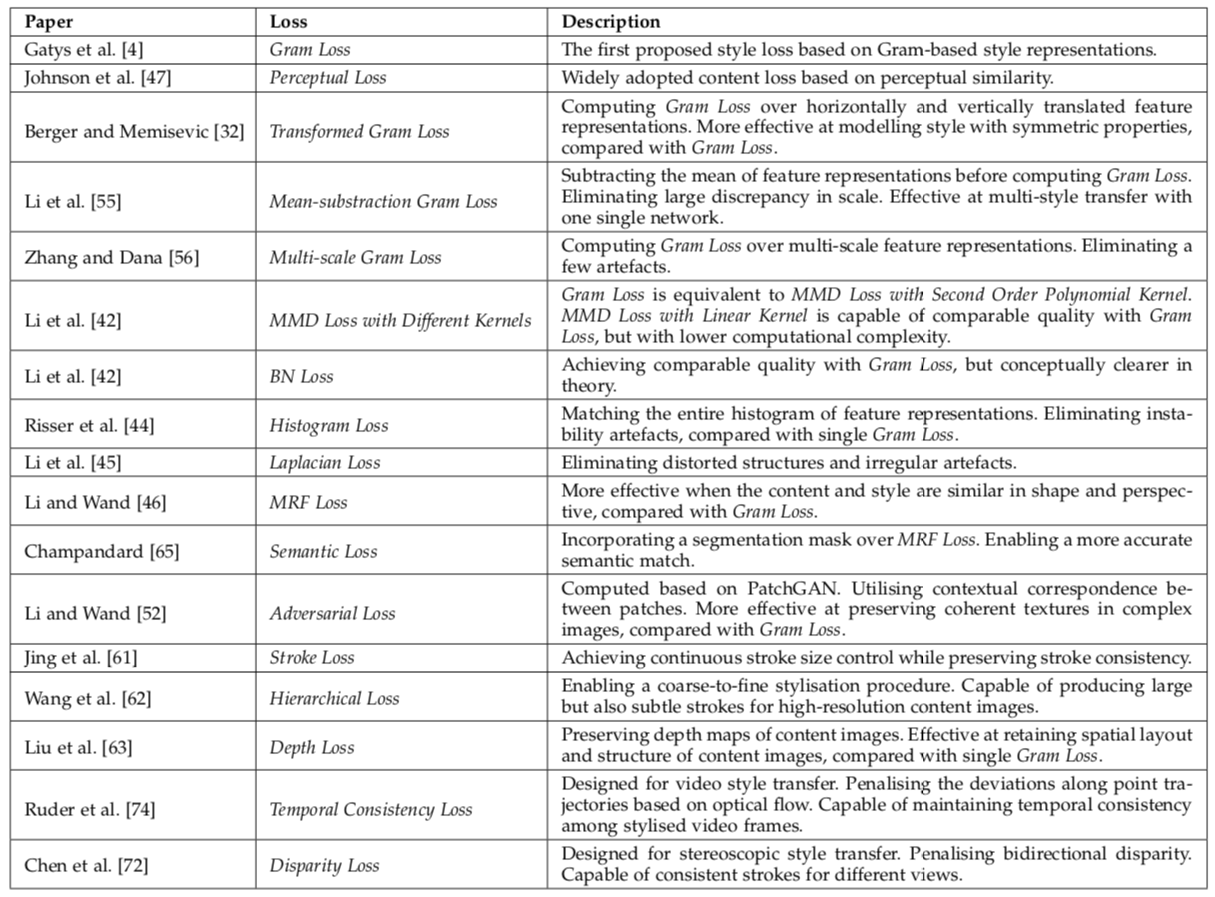 Paper Loss Description
Gatys et al. [4] Gram Loss The first proposed style loss based on Gram-based style representations.
Johnson et al. [47] Perceptual Loss Widely adopted content loss based on perceptual similarity.
Berger and Memisevic [32] Transformed Gram Loss Computing Gram Loss over horizontally and vertically translated feature
representations. More effective at modelling style with symmetric properties,
compared with Gram Loss.
Li et al. [55] Mean-substraction Gram Loss Subtracting the mean of feature representations before computing Gram Loss.
Eliminating large discrepancy in scale. Effective at multi-style transfer with
one single network.
Zhang and Dana [56] Multi-scale Gram Loss Computing Gram Loss over multi-scale feature representations. Eliminating a
few artefacts.
Li et al. [42] MMD Loss with Different Kernels Gram Loss is equivalent to MMD Loss with Second Order Polynomial Kernel.
MMD Loss with Linear Kernel is capable of comparable quality with Gram
Loss, but with lower computational complexity.
Li et al. [42] BN Loss Achieving comparable quality with Gram Loss, but conceptually clearer in
theory.
Risser et al. [44] Histogram Loss Matching the entire histogram of feature representations. Eliminating insta-
bility artefacts, compared with single Gram Loss.
Li et al. [45] Laplacian Loss Eliminating distorted structures and irregular artefacts.
Li and Wand [46] MRF Loss More effective when the content and style are similar in shape and perspec-
tive, compared with Gram Loss.
Champandard [65] Semantic Loss Incorporating a segmentation mask over MRF Loss. Enabling a more accurate
semantic match.
Li and Wand [52] Adversarial Loss Computed based on PatchGAN. Utilising contextual correspondence be-
tween patches. More effective at preserving coherent textures in complex
images, compared with Gram Loss.
Jing et al. [61] Stroke Loss Achieving continuous stroke size control while preserving stroke consistency.
Wang et al. [62] Hierarchical Loss Enabling a coarse-to-fine stylisation procedure. Capable of producing large
but also subtle strokes for high-resolution content images.
Liu et al. [63] Depth Loss Preserving depth maps of content images. Effective at retaining spatial layout
and structure of content images, compared with single Gram Loss.
Ruder et al. [74] Temporal Consistency Loss Designed for video style transfer. Penalising the deviations along point tra-
jectories based on optical flow. Capable of maintaining temporal consistency
among stylised video frames.
Chen et al. [72] Disparity Loss Designed for stereoscopic style transfer. Penalising bidirectional disparity.
Capable of consistent strokes for different views.